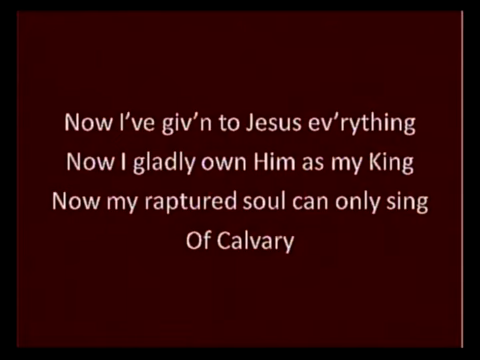 Now I’ve giv’n to Jesus ev’rything
Now I gladly own Him as my King
Now my raptured soul can only sing
Of Calvary